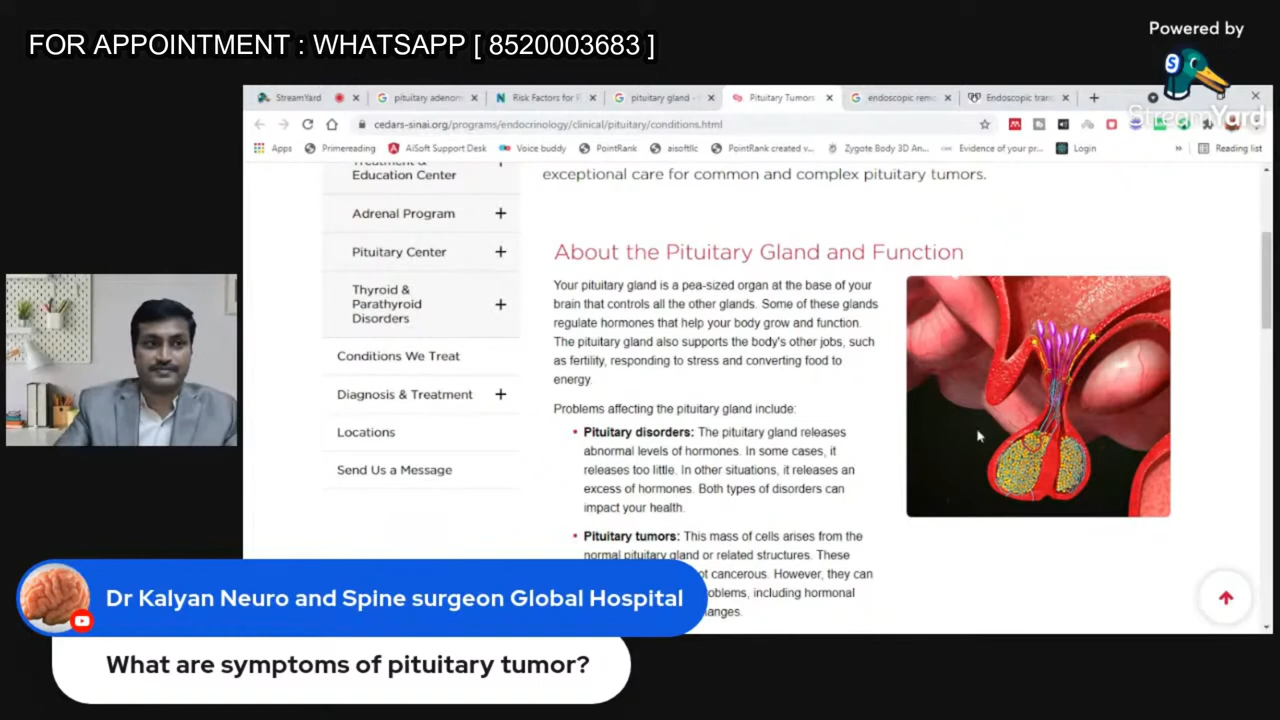 FOR APPOINTMENT : WHATSAPP [ 8520003683 ]
Powered by
StreamYard
StreamYard
pituitary adenom
Risk Factors for P
pituitary gland -
Pituitary Tumors
endoscopic rem
Endoscopic tran
cedars-sinai.org/programs/endocrinology/clinical/pituitary/conditions.html
Apps
Primereading
AiSoft Support Desk
Voice buddy
PointRank
aisoftllc
PointRank created v...
Zygote Body 3D An...
Evidence of your pr...
Login
Reading list
Treatment &
Education Center
Adrenal Program
Pituitary Center
Thyroid &
Parathyroid
Disorders
Conditions We Treat
Diagnosis & Treatment
Locations
Send Us a Message
exceptional care for common and complex pituitary tumors.
About the Pituitary Gland and Function
Your pituitary gland is a pea-sized organ at the base of your
brain that controls all the other glands. Some of these glands
regulate hormones that help your body grow and function.
The pituitary gland also supports the body's other jobs, such
as fertility, responding to stress and converting food to
energy.
Problems affecting the pituitary gland include:
Pituitary disorders: The pituitary gland releases
abnormal levels of hormones. In some cases, it
releases too little. In other situations, it releases an
excess of hormones. Both types of disorders can
impact your health.
Pituitary tumors: This mass of cells arises from the
normal pituitary gland or related structures. These
ot cancerous. However, they can
oblems, including hormonal
anges.
Dr Kalyan Neuro and Spine surgeon Global Hospital
What are symptoms of pituitary tumor?